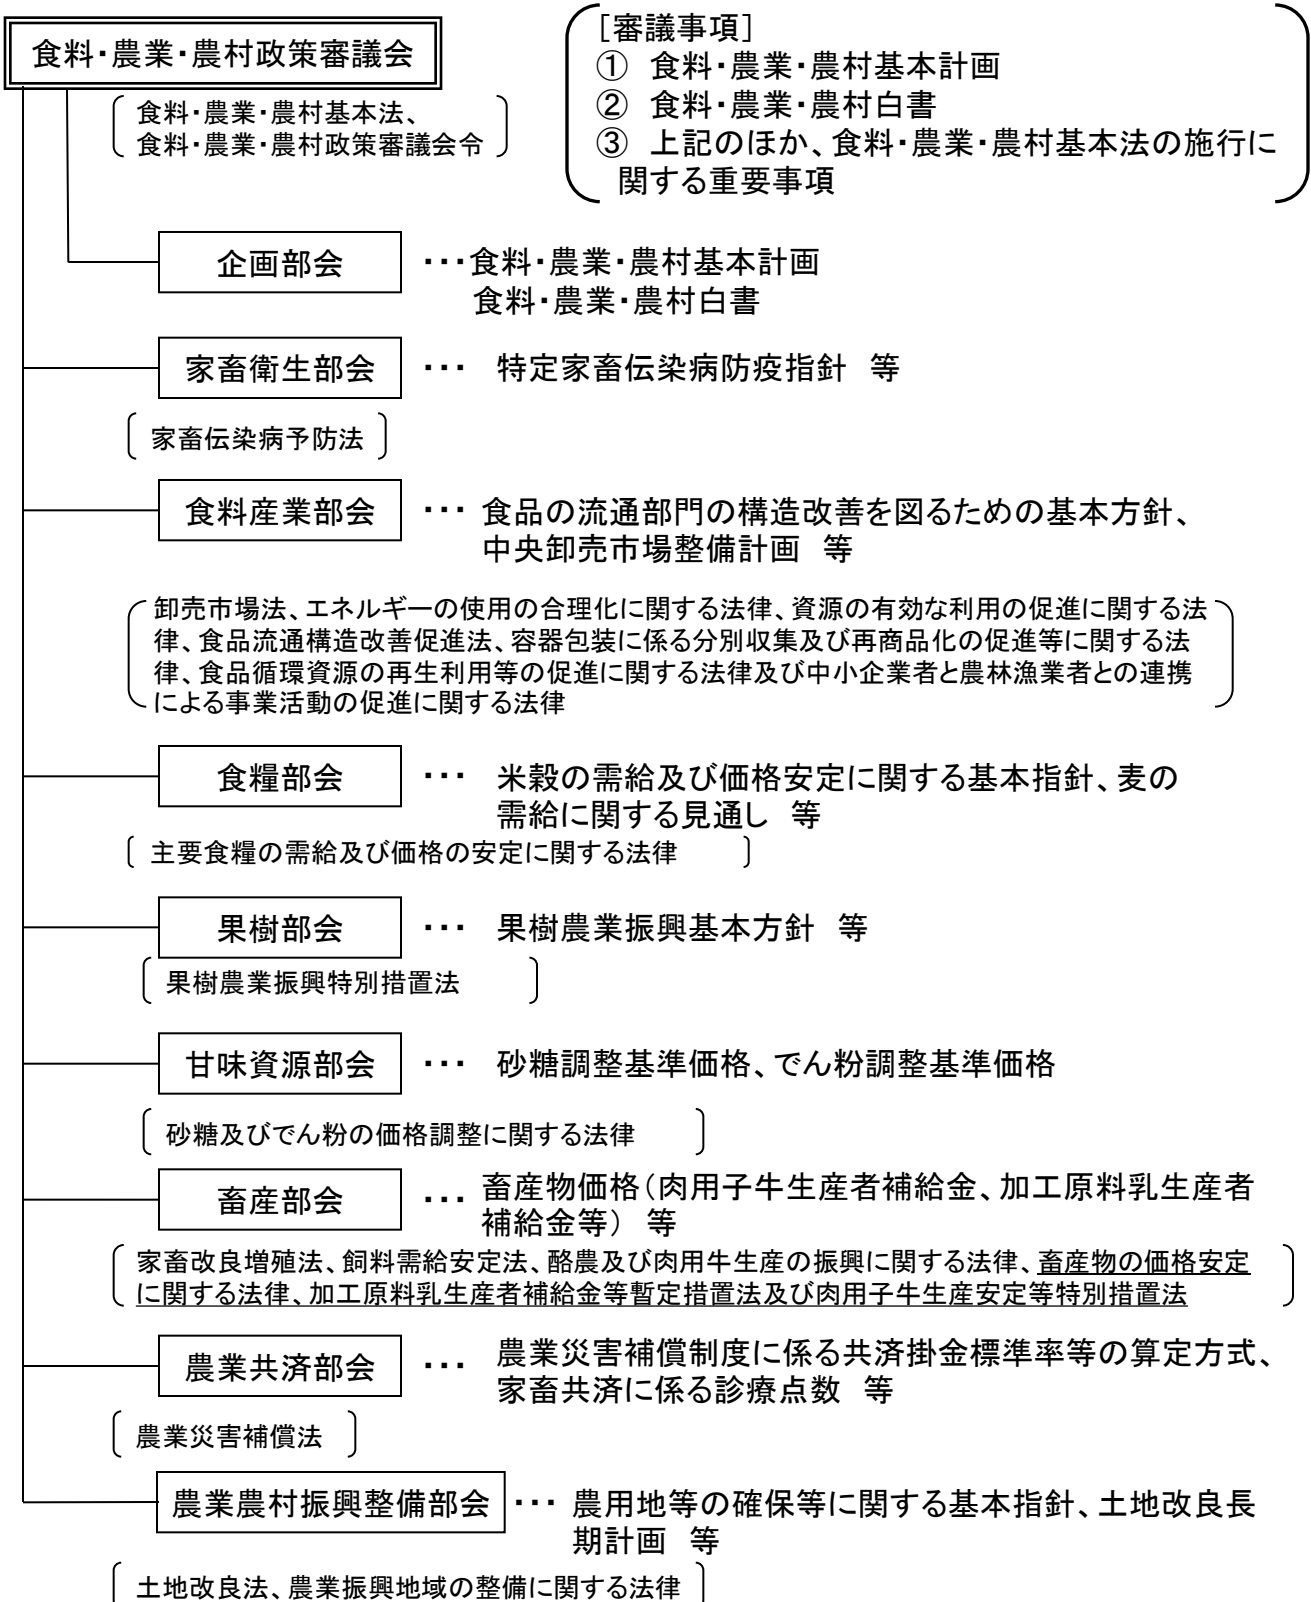 食料・農業・農村政策審議会
食料・農業・農村基本法、
食料・農業・農村政策審議会令
［審議事項］
① 食料・農業・農村基本計画
② 食料・農業・農村白書
③ 上記のほか、食料・農業・農村基本法の施行に
関する重要事項
企画部会 ・・・食料・農業・農村基本計画
食料・農業・農村白書
家畜衛生部会 ・・・ 特定家畜伝染病防疫指針 等
家畜伝染病予防法
食料産業部会 ・・・ 食品の流通部門の構造改善を図るための基本方針、
中央卸売市場整備計画 等
卸売市場法、エネルギーの使用の合理化に関する法律、資源の有効な利用の促進に関する法
律、食品流通構造改善促進法、容器包装に係る分別収集及び再商品化の促進等に関する法
律、食品循環資源の再生利用等の促進に関する法律及び中小企業者と農林漁業者との連携
による事業活動の促進に関する法律
食糧部会 ・・・ 米穀の需給及び価格安定に関する基本指針、麦の
需給に関する見通し 等
主要食糧の需給及び価格の安定に関する法律
果樹部会 ・・・ 果樹農業振興基本方針 等
果樹農業振興特別措置法
甘味資源部会 ・・・ 砂糖調整基準価格、でん粉調整基準価格
砂糖及びでん粉の価格調整に関する法律
畜産部会 ・・・ 畜産物価格（肉用子牛生産者補給金、加工原料乳生産者
補給金等） 等
家畜改良増殖法、飼料需給安定法、酪農及び肉用牛生産の振興に関する法律、畜産物の価格安定
に関する法律、加工原料乳生産者補給金等暫定措置法及び肉用子牛生産安定等特別措置法
農業共済部会 ・・・ 農業災害補償制度に係る共済掛金標準率等の算定方式、
家畜共済に係る診療点数 等
農業災害補償法
農業農村振興整備部会 ・・・ 農用地等の確保等に関する基本指針、土地改良長
期計画 等
土地改良法、農業振興地域の整備に関する法律